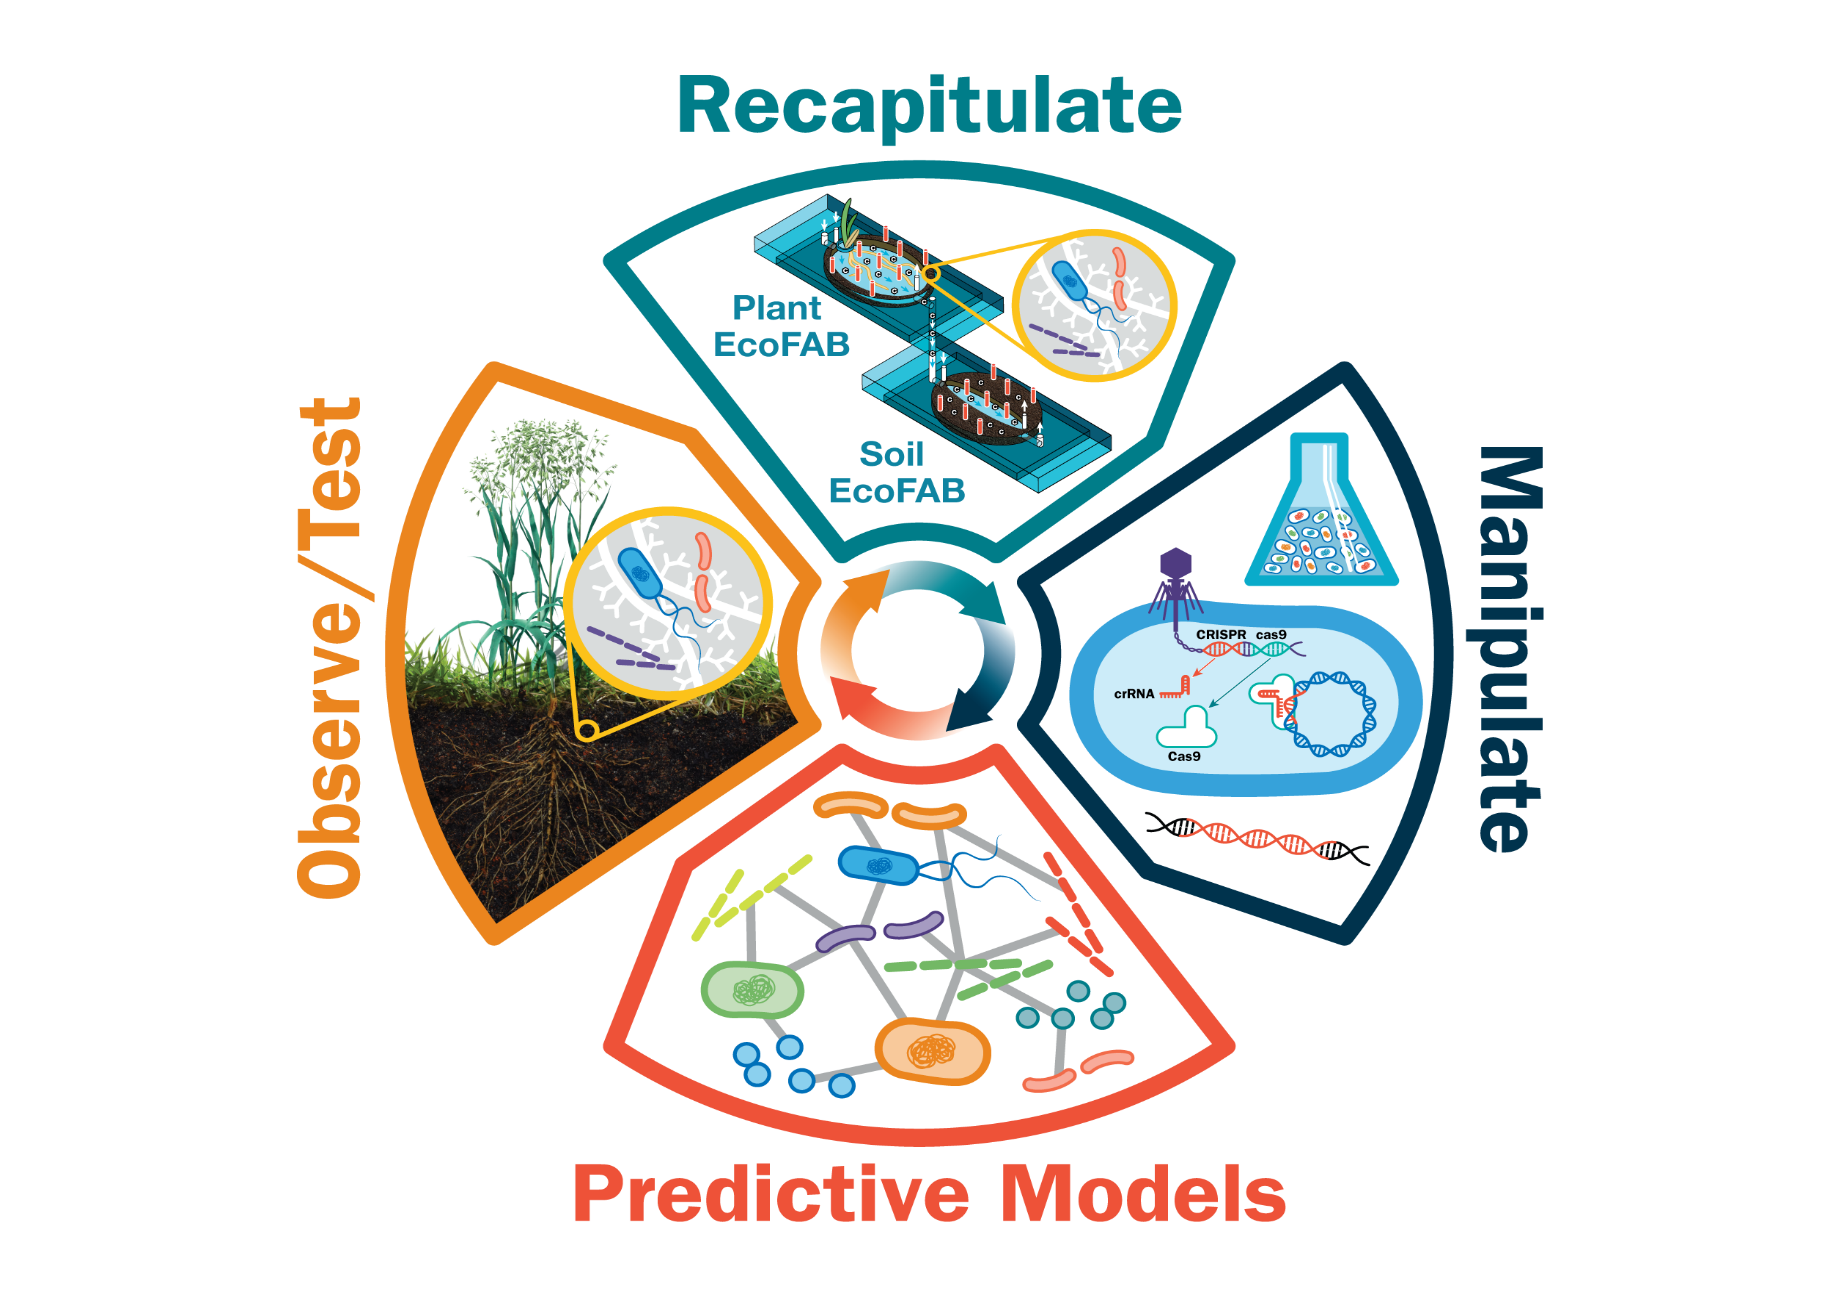 Recapitulate
Plant
EcoFAB
Soil
EcoFAB
Observe/Test
Manipulate
CRISPR cas9
crRNA
Cas9
Predictive Models